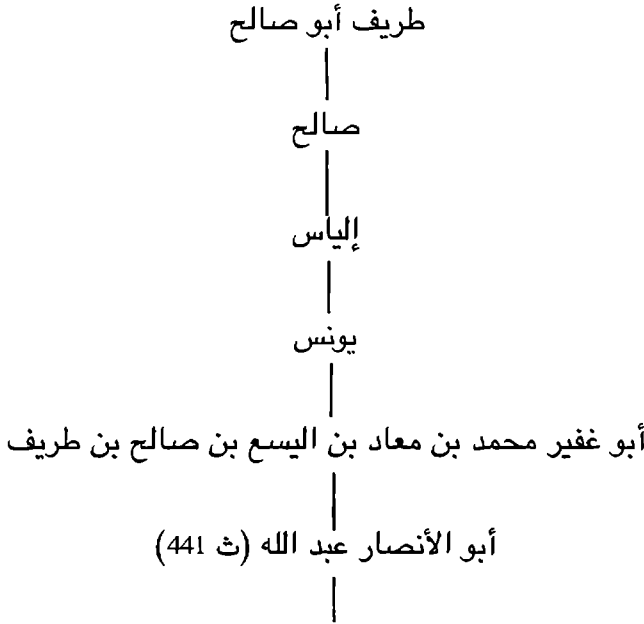 طريف أبو صالح
صالح
إلياس
يونس
أبو غفير محمد بن معاد بن اليسع بن صالح بن طريف
أبو الأنصار عبد الله (ث 441)